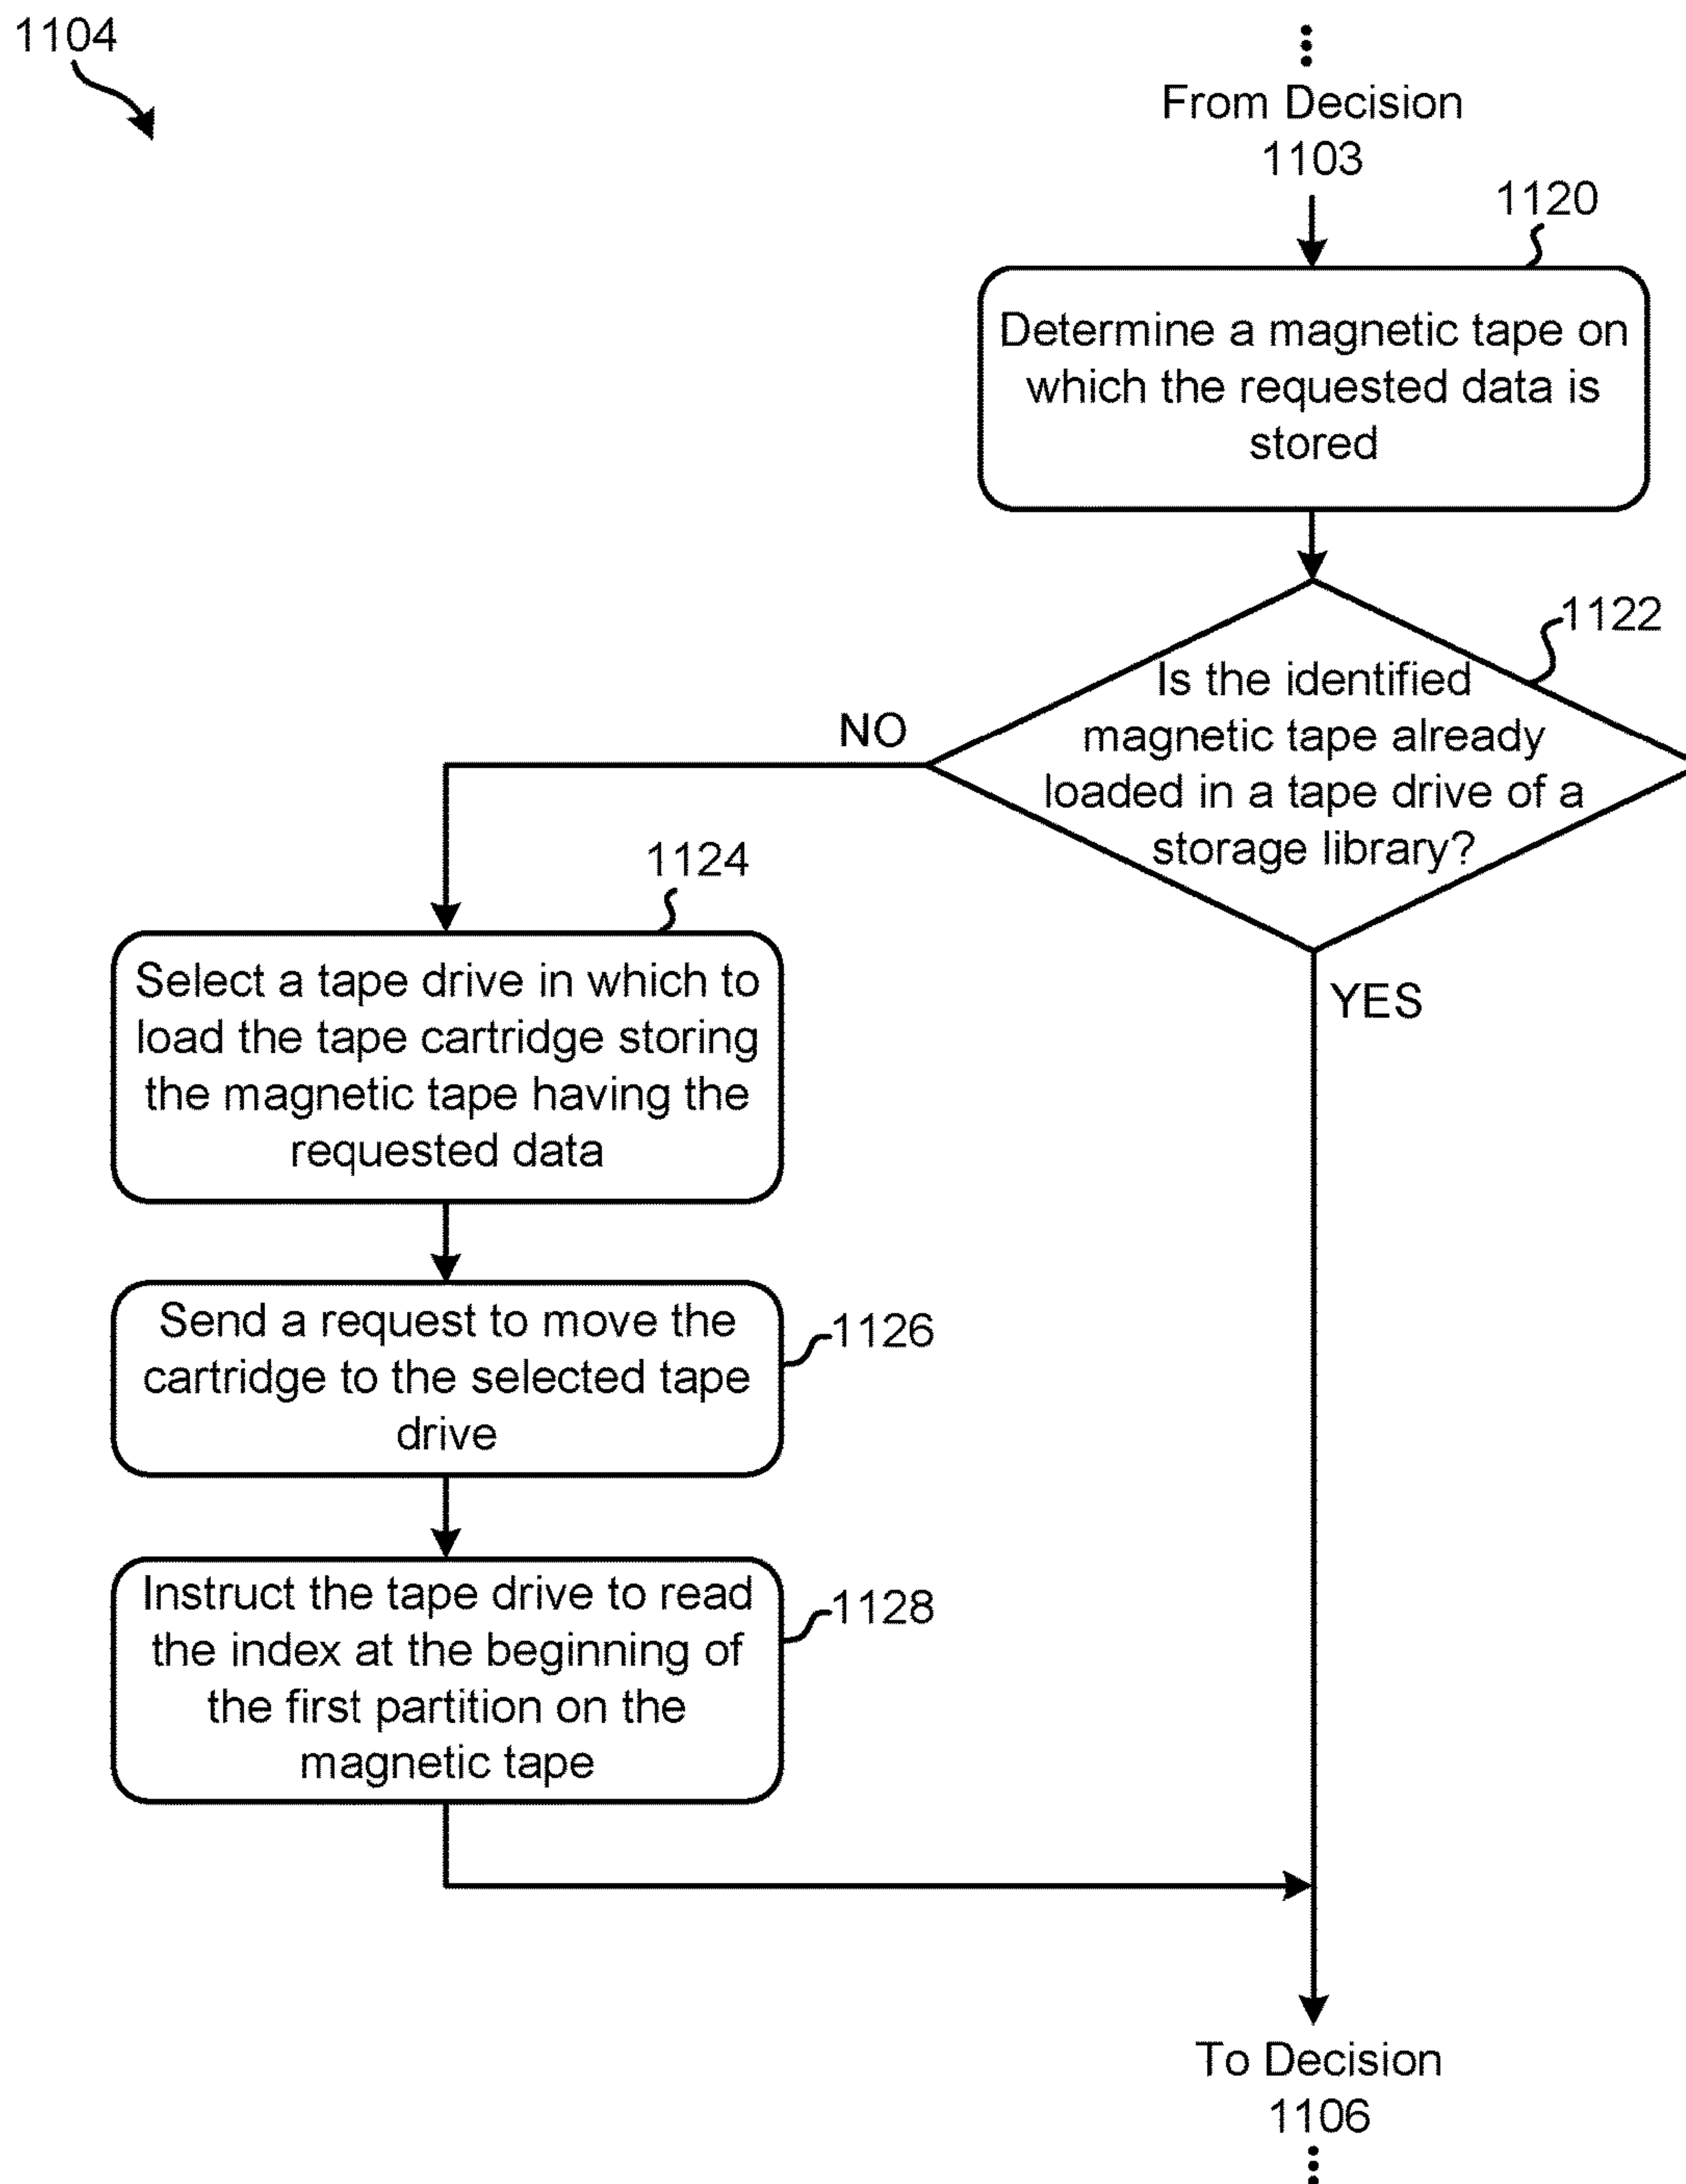 1104
From Decision
1103
1120
Determine a magnetic tape on
which the requested data is
stored
1122
Is the identified
magnetic tape already
loaded in a tape drive of a
storage library?
NO
YES
1124
Select a tape drive in which to
load the tape cartridge storing
the magnetic tape having the
requested data
Send a request to move the
cartridge to the selected tape
drive
1126
Instruct the tape drive to read
the index at the beginning of
the first partition on the
magnetic tape
1128
To Decision
1106